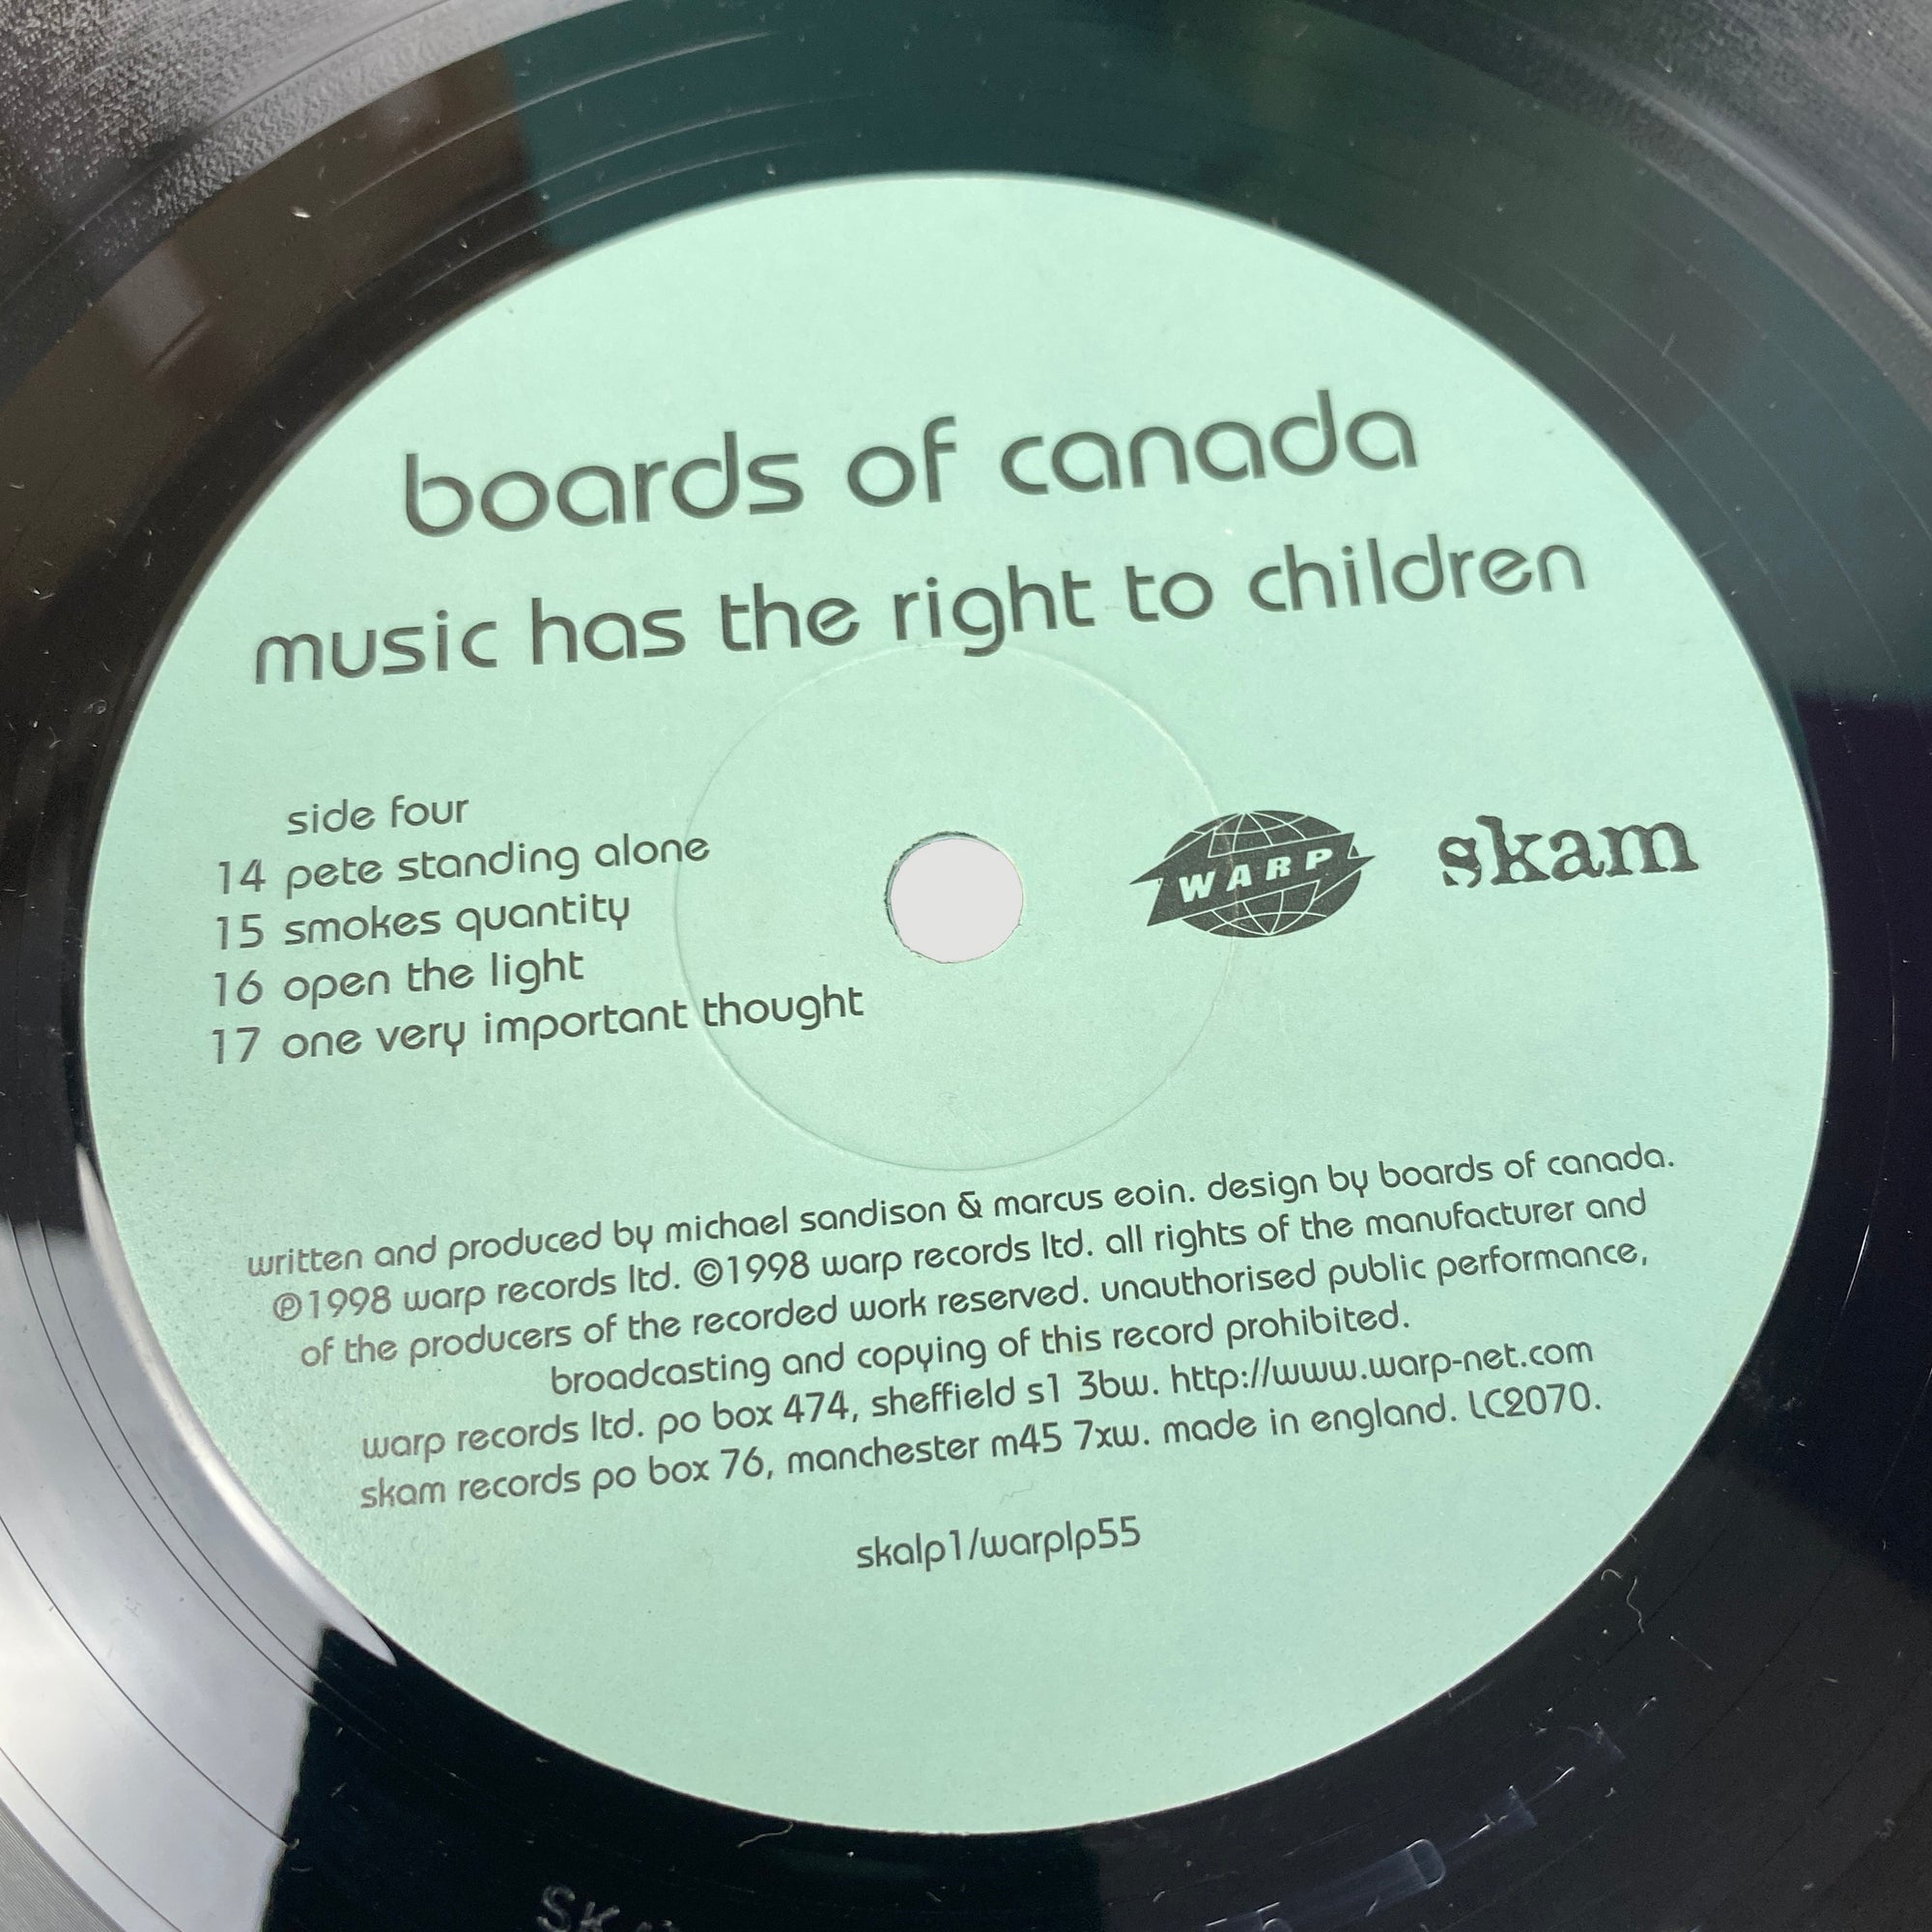 boards of canada
music has the right to children
side four
14 pete standing alone
15 smokes quantity
16 open the light
17 one very important thought
WARP
skam
written and produced by michael sandison & marcus eoin. design by boards of canada.
℗1998 warp records ltd. ©1998 warp records ltd. all rights of the manufacturer and
of the producers of the recorded work reserved. unauthorised public performance,
broadcasting and copying of this record prohibited.
warp records ltd. po box 474, sheffield s1 3bw. http://www.warp-net.com
skam records po box 76, manchester m45 7xw. made in england. LC2070.
skalp1/warplp55